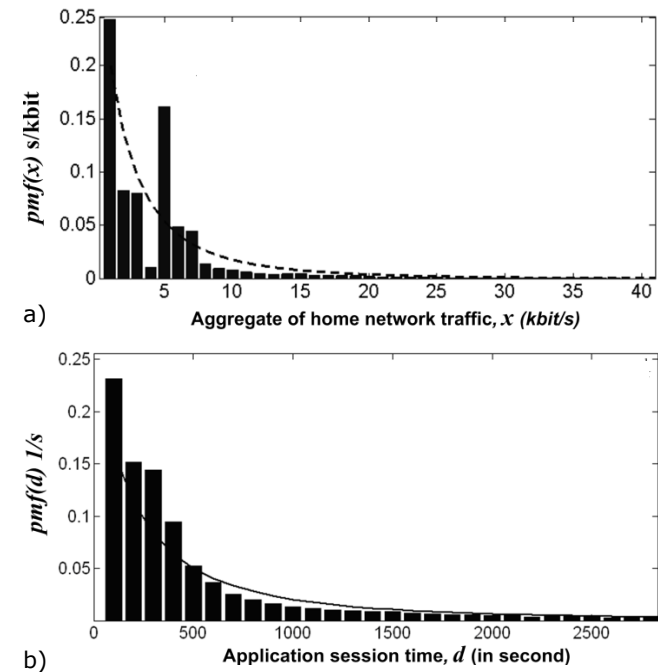 0.25
0.2
0.15
0.1
0.05
0
pmf(x) s/kbit
5 10 15 20 25 30 35 40
a)
Aggregate of home network traffic, x (kbit/s)
0.25
0.2
0.15
0.1
0.05
pmf(d) 1/s
0 500 1000 1500 2000 2500
b)
Application session time, d (in second)